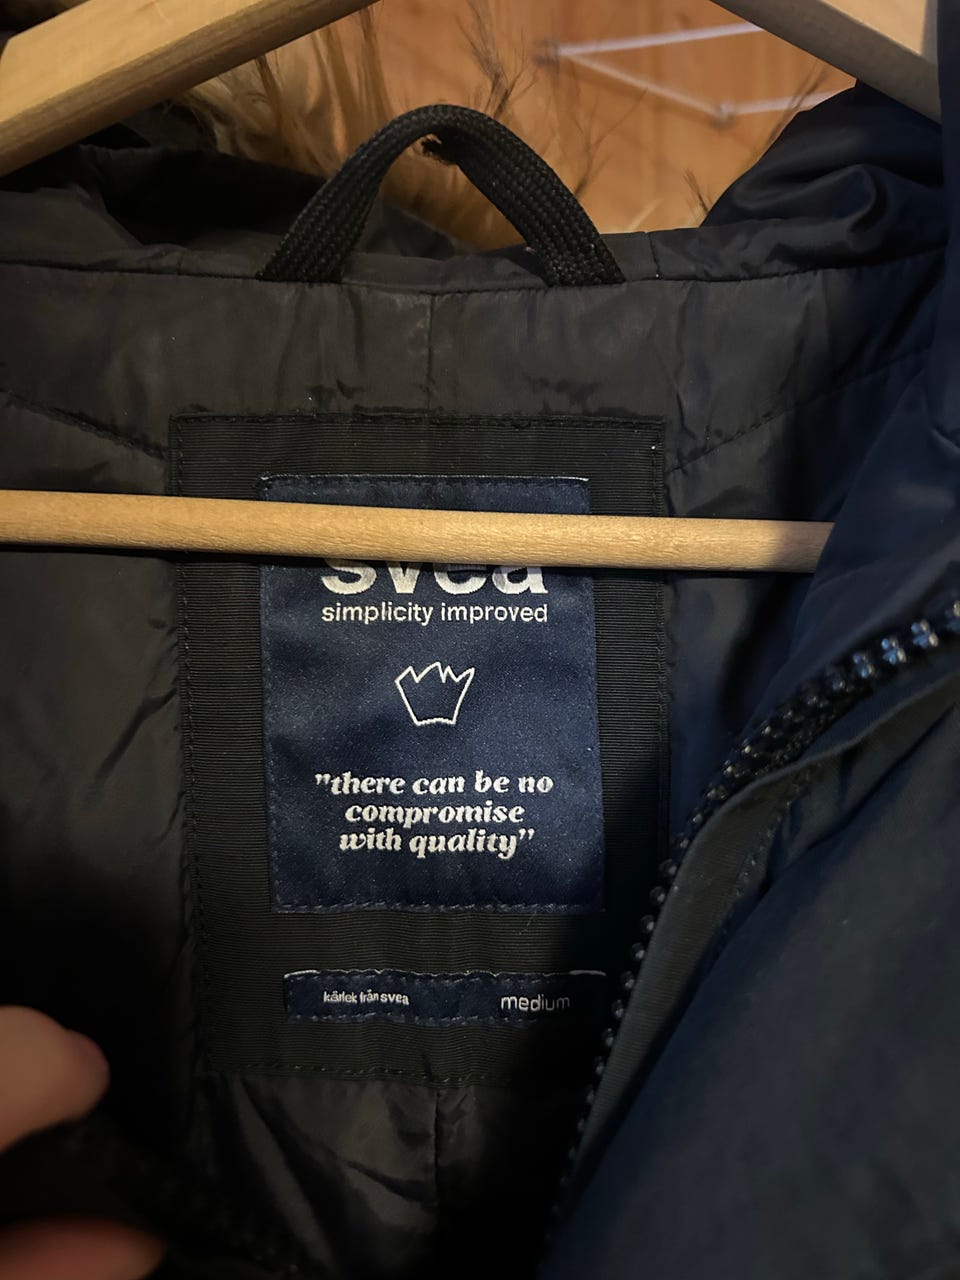 svea
simplicity improved
"there can be no
compromise
with quality"
kärlek från svea
medium